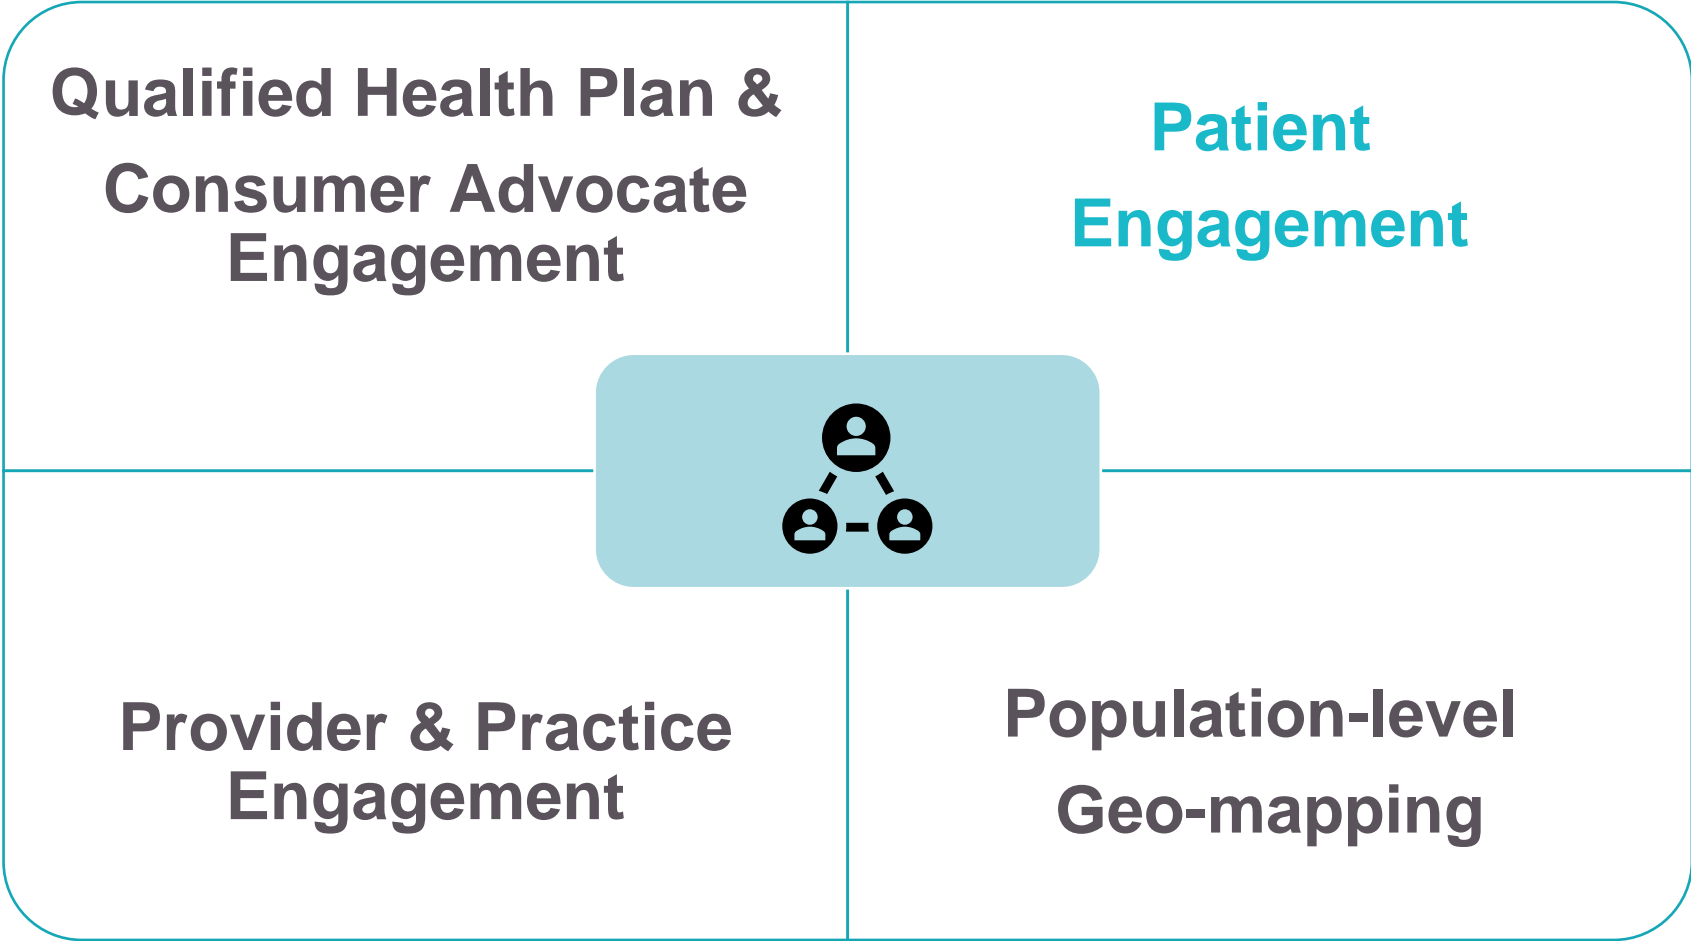 Qualified Health Plan &
Consumer Advocate
Engagement
Patient
Engagement
Provider & Practice
Engagement
Population-level
Geo-mapping